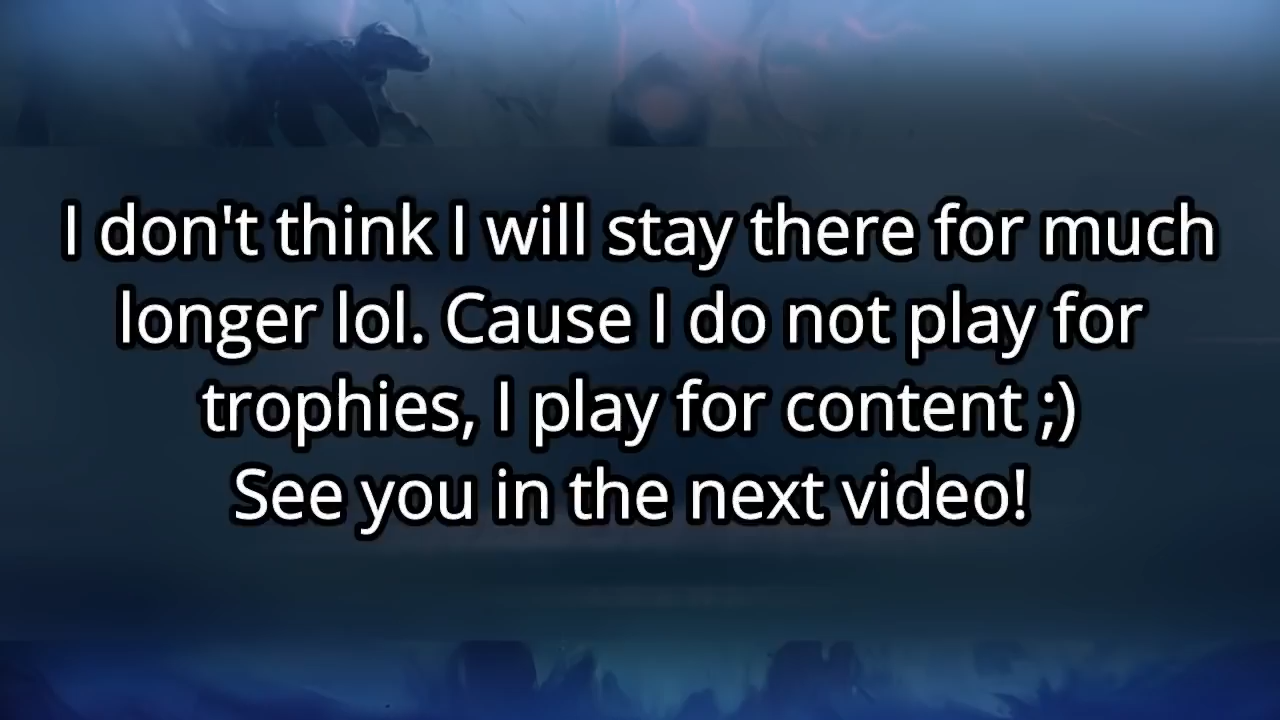 I don't think I will stay there for much
longer lol. Cause I do not play for
trophies, I play for content ;)
See you in the next video!